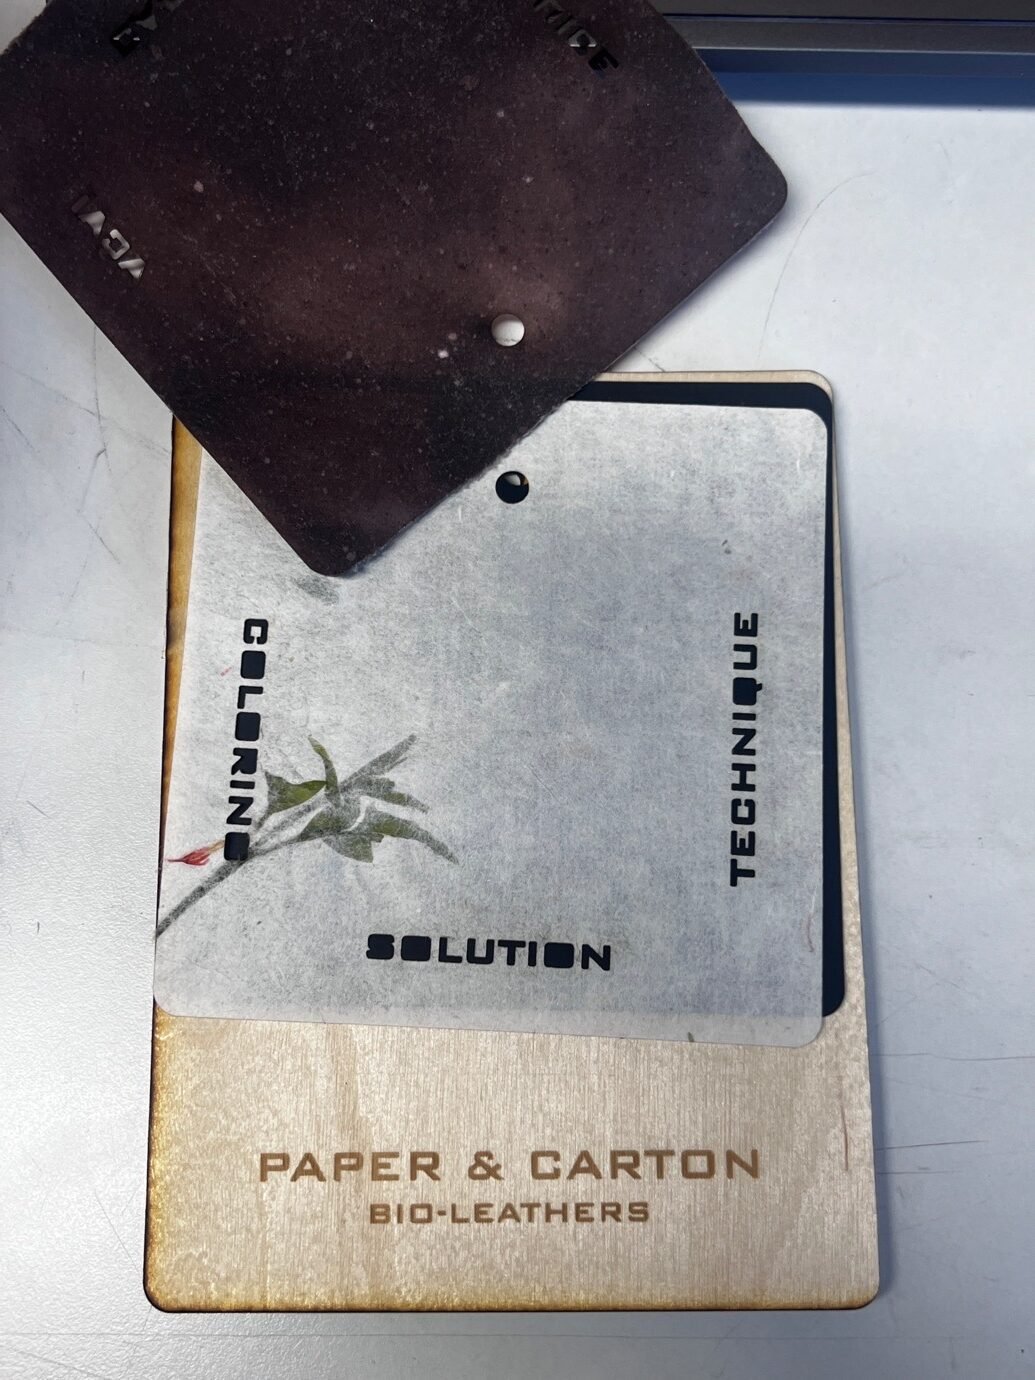 COLORING
TECHNIQUE
SOLUTION
PAPER & CARTON
BIO-LEATHERS